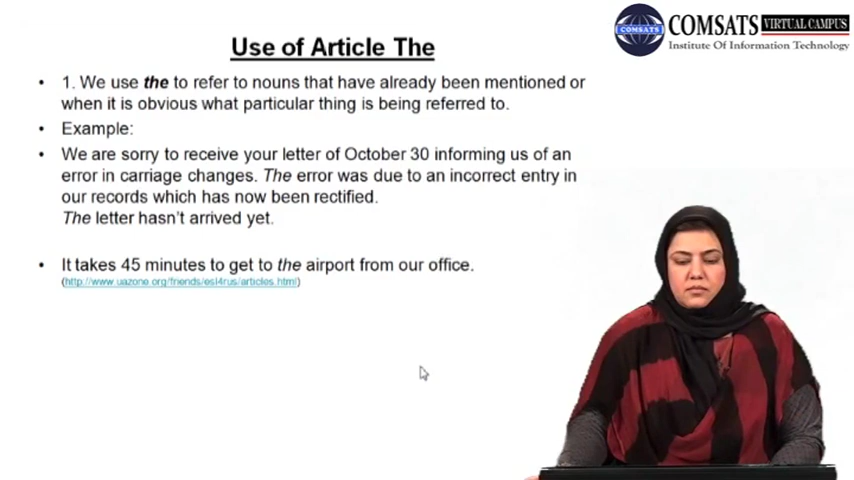 COMSATS VIRTUAL CAMPUS
Institute Of Information Technology
COMSATS
Use of Article The
• 1. We use the to refer to nouns that have already been mentioned or
when it is obvious what particular thing is being referred to.
• Example:
• We are sorry to receive your letter of October 30 informing us of an
error in carriage changes. The error was due to an incorrect entry in
our records which has now been rectified.
The letter hasn't arrived yet.
• It takes 45 minutes to get to the airport from our office.
(http://www.uazone.org/friends/esl4rus/articles.html)